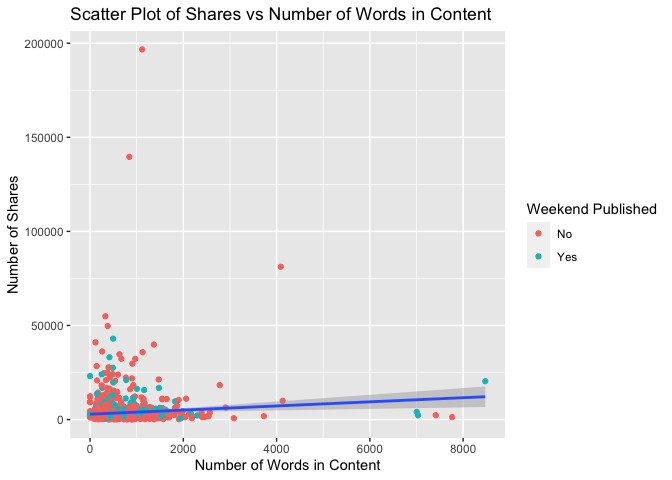 Scatter Plot of Shares vs Number of Words in Content
200000
150000
100000
50000
0
Number of Shares
0 2000 4000 6000 8000
Number of Words in Content
Weekend Published
No
Yes